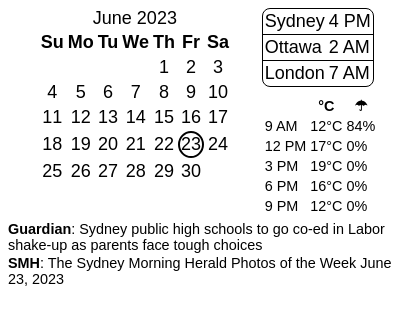 June 2023
Su Mo Tu We Th Fr Sa
1 2 3
4 5 6 7 8 9 10
11 12 13 14 15 16 17
18 19 20 21 22 23 24
25 26 27 28 29 30
Sydney 4 PM
Ottawa 2 AM
London 7 AM
°C ☂
9 AM 12°C 84%
12 PM 17°C 0%
3 PM 19°C 0%
6 PM 16°C 0%
9 PM 12°C 0%
Guardian: Sydney public high schools to go co-ed in Labor
shake-up as parents face tough choices
SMH: The Sydney Morning Herald Photos of the Week June
23, 2023